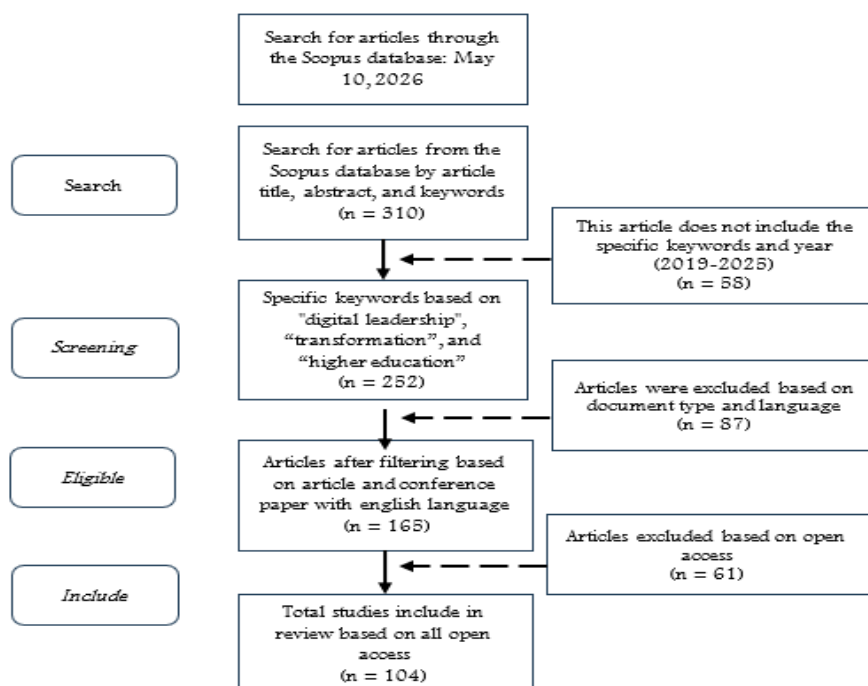 Search for articles through
the Scopus database: May
10, 2026
Search for articles from the
Scopus database by article
title, abstract, and keywords
(n = 310)
Search
This article does not include the
specific keywords and year
(2019-2025)
(n = 58)
Specific keywords based on
"digital leadership",
“transformation”, and
“higher education”
(n = 252)
Screening
Articles were excluded based on
document type and language
(n = 87)
Articles after filtering based
on article and conference
paper with english language
(n = 165)
Eligible
Articles excluded based on open
access
(n = 61)
Include
Total studies include in
review based on all open
access
(n = 104)